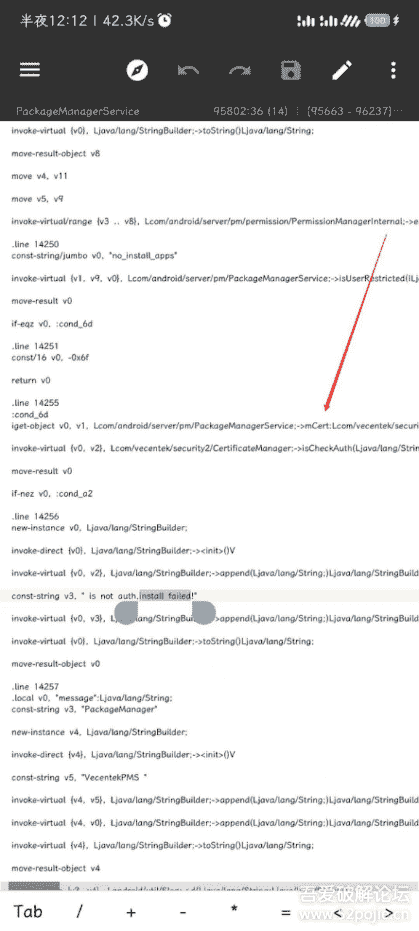 半夜12:12 | 42.3K/s
100
PackageManagerService 95802:36 (14) | (95663 - 96237)…
invoke-virtual {v0}, Ljava/lang/StringBuilder;->toString()Ljava/lang/String;
move-result-object v8
move v4, v11
move v5, v9
invoke-virtual/range {v3 .. v8}, Lcom/android/server/pm/permission/PermissionManagerInternal;->e
.line 14250
const-string/jumbo v0, "no_install_apps"
invoke-virtual {v1, v9, v0}, Lcom/android/server/pm/PackageManagerService;->isUserRestricted(ILj
move-result v0
if-eqz v0, :cond_6d
.line 14251
const/16 v0, -0x6f
return v0
.line 14255
:cond_6d
iget-object v0, v1, Lcom/android/server/pm/PackageManagerService;->mCert:Lcom/vecentek/securi
invoke-virtual {v0, v2}, Lcom/vecentek/security2/CertificateManager;->isCheckAuth(Ljava/lang/Strin
move-result v0
if-nez v0, :cond_a2
.line 14256
new-instance v0, Ljava/lang/StringBuilder;
invoke-direct {v0}, Ljava/lang/StringBuilder;-><init>()V
invoke-virtual {v0, v2}, Ljava/lang/StringBuilder;->append(Ljava/lang/String;)Ljava/lang/StringBuild
const-string v3, " is not auth,install failed!"
invoke-virtual {v0, v3}, Ljava/lang/StringBuilder;->append(Ljava/lang/String;)Ljava/lang/StringBuild
invoke-virtual {v0}, Ljava/lang/StringBuilder;->toString()Ljava/lang/String;
move-result-object v0
.line 14257
.local v0, "message":Ljava/lang/String;
const-string v3, "PackageManager"
new-instance v4, Ljava/lang/StringBuilder;
invoke-direct {v4}, Ljava/lang/StringBuilder;-><init>()V
const-string v5, "VecentekPMS "
invoke-virtual {v4, v5}, Ljava/lang/StringBuilder;->append(Ljava/lang/String;)Ljava/lang/StringBuild
invoke-virtual {v4, v0}, Ljava/lang/StringBuilder;->append(Ljava/lang/String;)Ljava/lang/StringBuild
invoke-virtual {v4}, Ljava/lang/StringBuilder;->toString()Ljava/lang/String;
move-result-object v4
Tab / + - * = < >
吾爱破解论坛
www.52pojie.cn